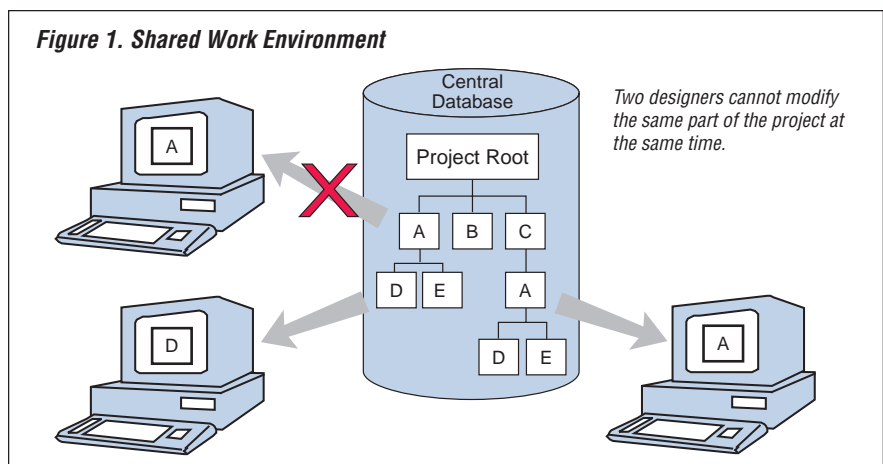 Figure 1. Shared Work Environment
Central
Database
Two designers cannot modify
the same part of the project at
the same time.
Project Root
A
A
B
C
D
E
A
D
D
E
A